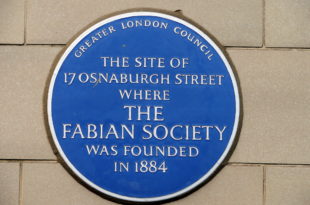 GREATER LONDON COUNCIL
THE SITE OF
17 OSNABURGH STREET
WHERE
THE
FABIAN SOCIETY
WAS FOUNDED
IN 1884